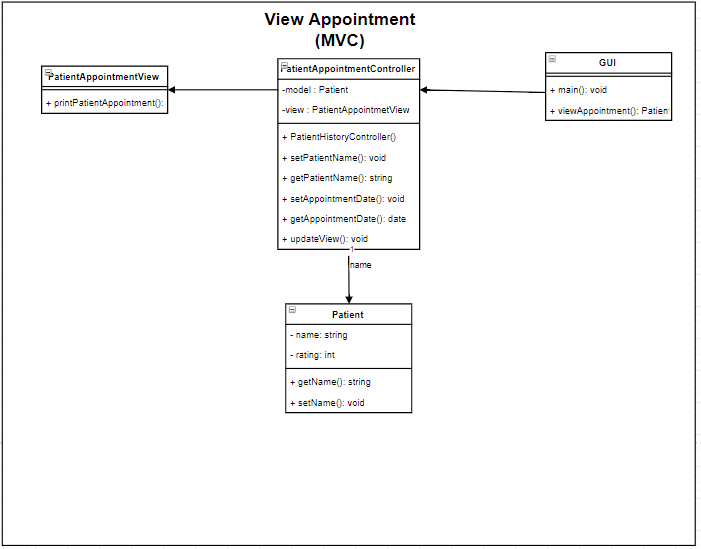 View Appointment
(MVC)
PatientAppointmentView
+ printPatientAppointment():
PatientAppointmentController
-model : Patient
-view : PatientAppointmetView
+ PatientHistoryController()
+ setPatientName(): void
+ getPatientName(): string
+ setAppointmentDate(): void
+ getAppointmentDate(): date
+ updateView(): void
1
name
GUI
+ main(): void
+ viewAppointment(): Patien
Patient
- name: string
- rating: int
+ getName(): string
+ setName(): void